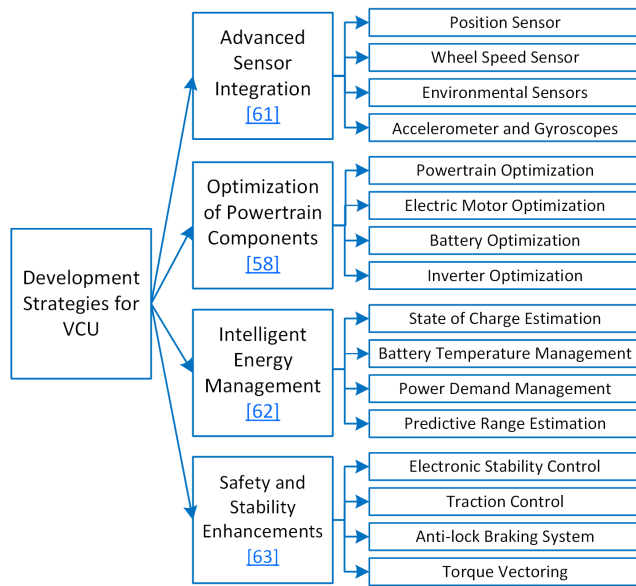 Development
Strategies for
VCU
Advanced
Sensor
Integration
[61]
Position Sensor
Wheel Speed Sensor
Environmental Sensors
Accelerometer and Gyroscopes
Optimization
of Powertrain
Components
[58]
Powertrain Optimization
Electric Motor Optimization
Battery Optimization
Inverter Optimization
Intelligent
Energy
Management
[62]
State of Charge Estimation
Battery Temperature Management
Power Demand Management
Predictive Range Estimation
Safety and
Stability
Enhancements
[63]
Electronic Stability Control
Traction Control
Anti-lock Braking System
Torque Vectoring